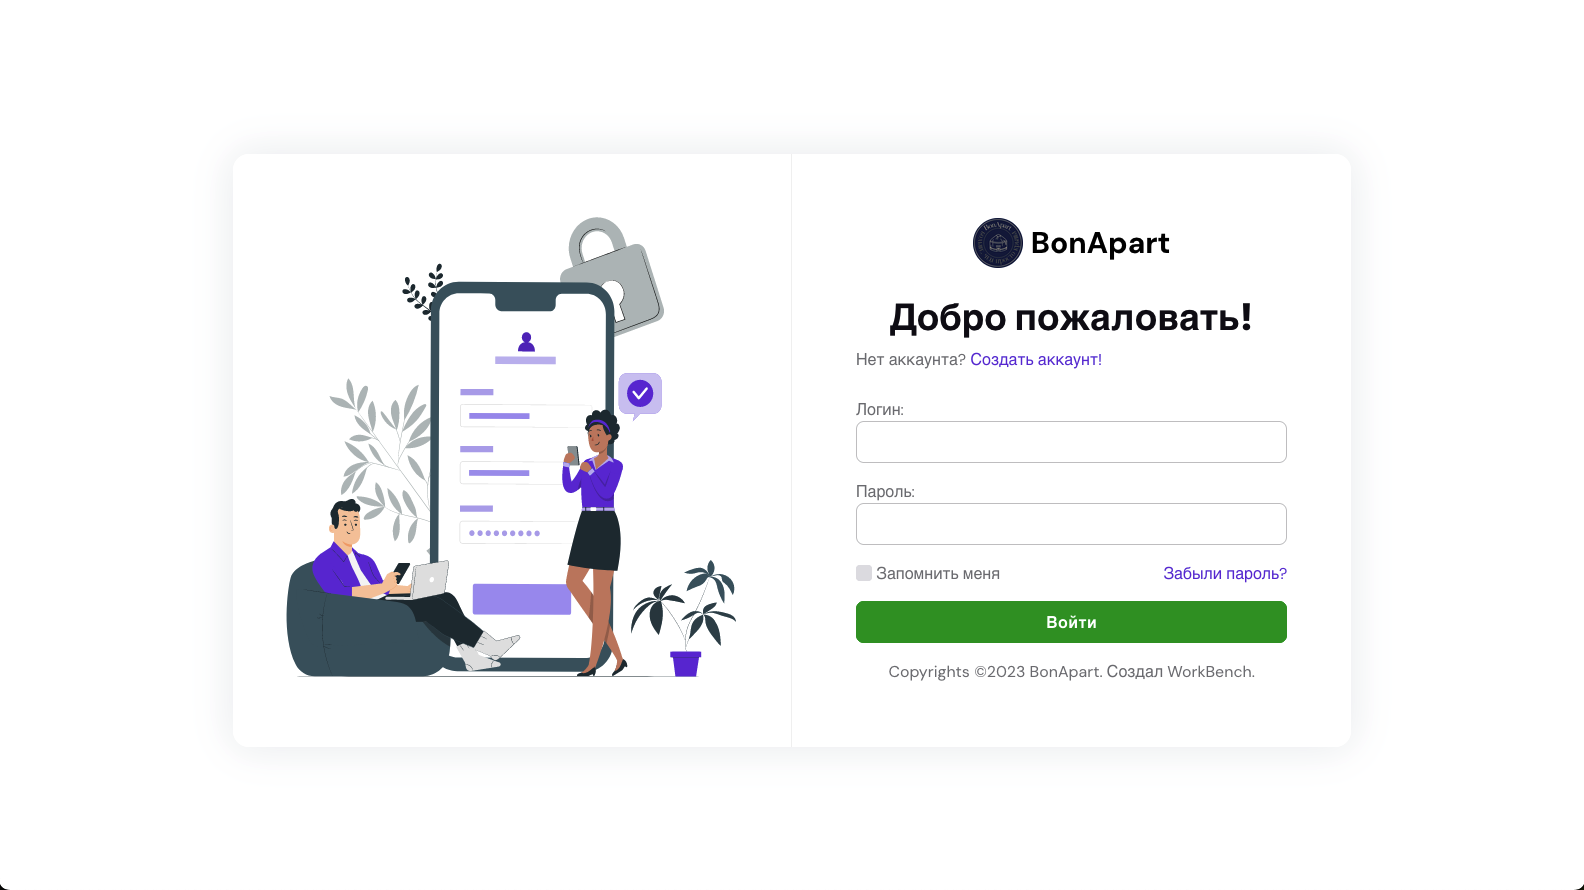 BonApart
BonApart
Добро пожаловать!
Нет аккаунта? Создать аккаунт!
Логин:
Пароль:
Запомнить меня
Забыли пароль?
Войти
Copyrights ©2023 BonApart. Создал WorkBench.